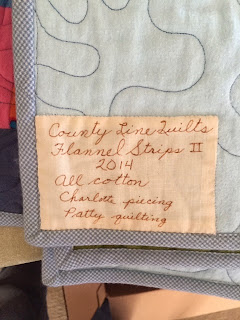 County Line Quilts
Flannel Strips II
2014
All cotton
Charlotte piecing
Patty quilting